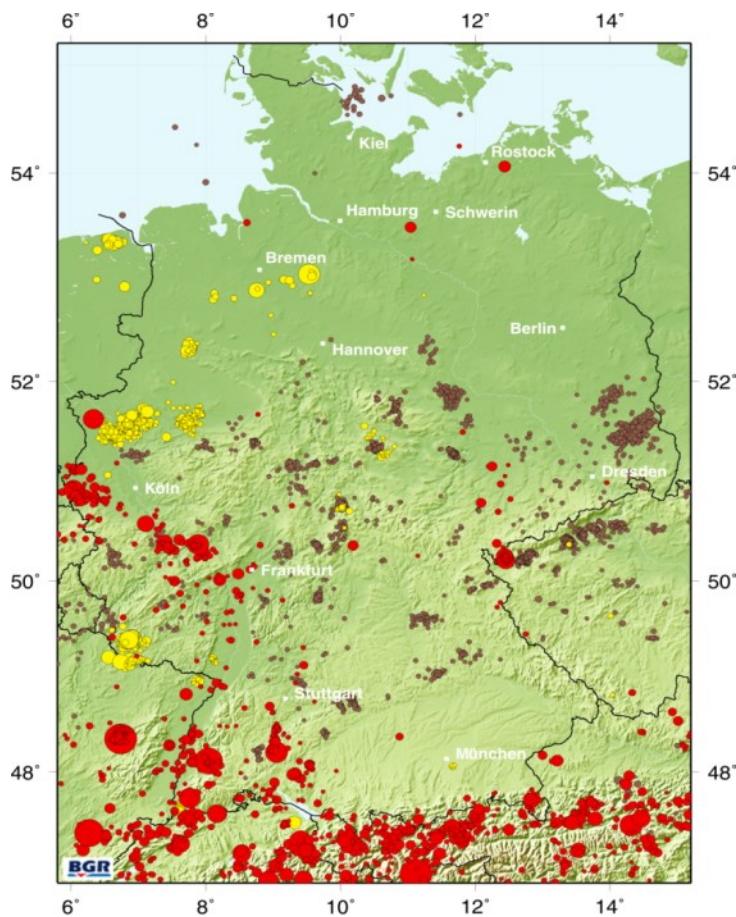 6° 8° 10° 12° 14°
Kiel
Rostock
54° 54°
Hamburg Schwerin
Bremen
Berlin
Hannover
52° 52°
Dresden
Köln
Frankfurt
50° 50°
Stuttgart
München
48° 48°
BGR
6° 8° 10° 12° 14°